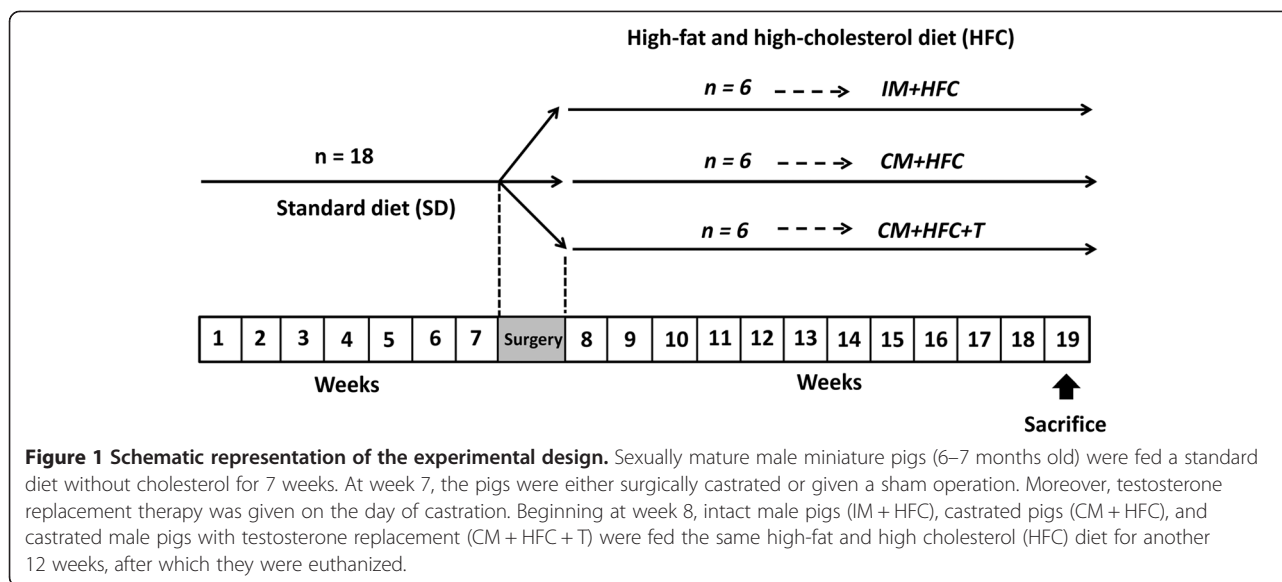 High-fat and high-cholesterol diet (HFC)
n = 6 IM+HFC
n = 18
n = 6 CM+HFC
Standard diet (SD)
n = 6 CM+HFC+T
1 2 3 4 5 6 7 Surgery 8 9 10 11 12 13 14 15 16 17 18 19
Weeks Weeks
Sacrifice
Figure 1 Schematic representation of the experimental design. Sexually mature male miniature pigs (6–7 months old) were fed a standard
diet without cholesterol for 7 weeks. At week 7, the pigs were either surgically castrated or given a sham operation. Moreover, testosterone
replacement therapy was given on the day of castration. Beginning at week 8, intact male pigs (IM + HFC), castrated pigs (CM + HFC), and
castrated male pigs with testosterone replacement (CM + HFC + T) were fed the same high-fat and high cholesterol (HFC) diet for another
12 weeks, after which they were euthanized.